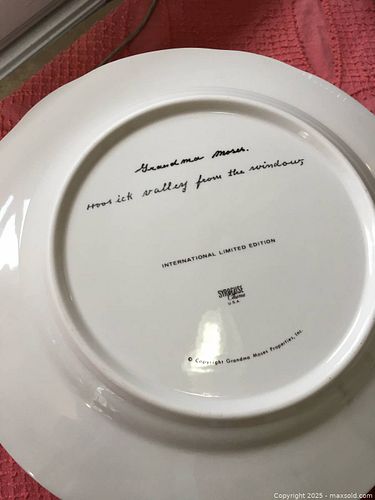 Grandma Moses.
Hoosick valley from the window,
INTERNATIONAL LIMITED EDITION
SYRACUSE
China
USA
© Copyright Grandma Moses Properties, Inc.
Copyright 2025 - maxsold.com